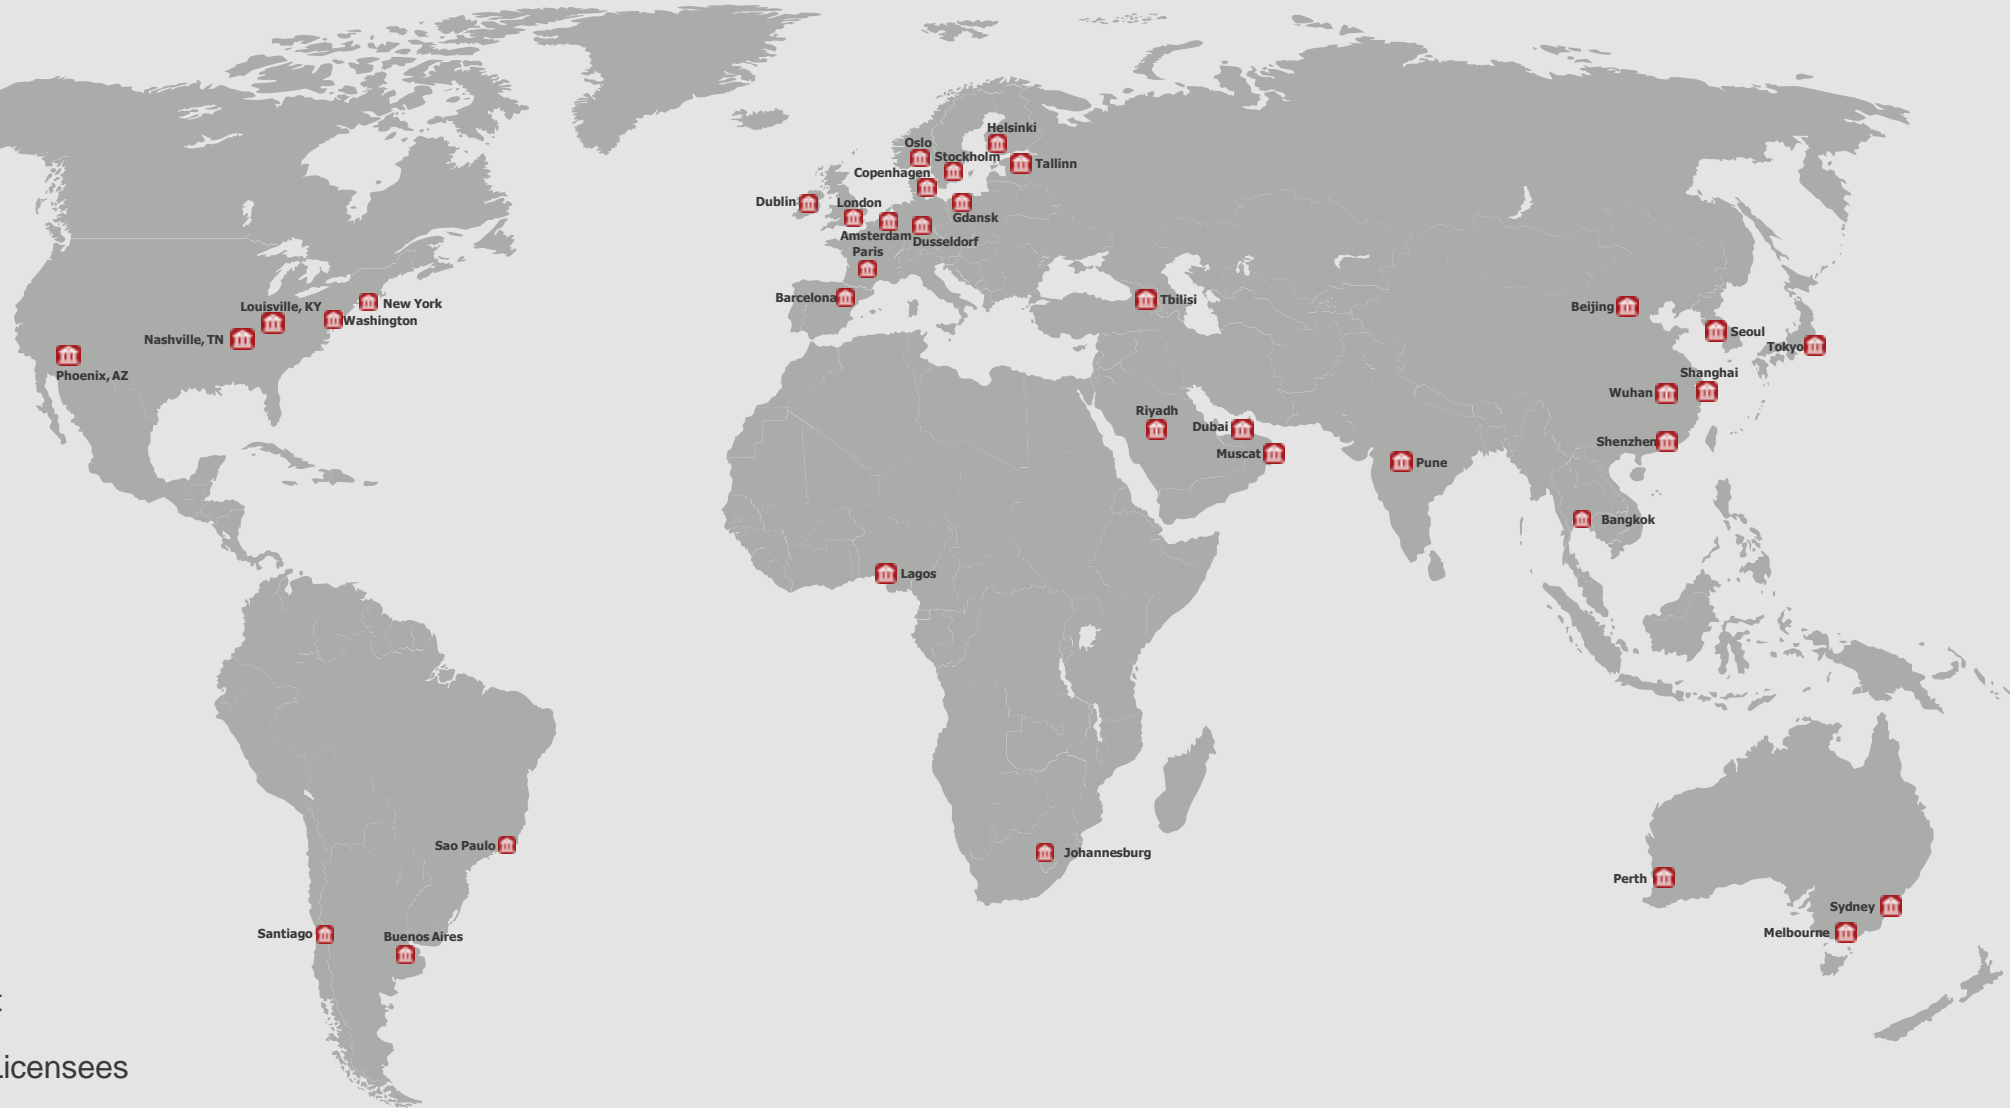 Helsinki
Oslo
Stockholm
Tallinn
Copenhagen
Dublin
London
Gdansk
Amsterdam
Dusseldorf
Paris
Barcelona
Tbilisi
New York
Louisville, KY
Washington
Nashville, TN
Phoenix, AZ
Beijing
Seoul
Tokyo
Shanghai
Wuhan
Riyadh
Dubai
Shenzhen
Muscat
Pune
Bangkok
Lagos
Sao Paulo
Johannesburg
Perth
Sydney
Melbourne
Santiago
Buenos Aires
Licensees